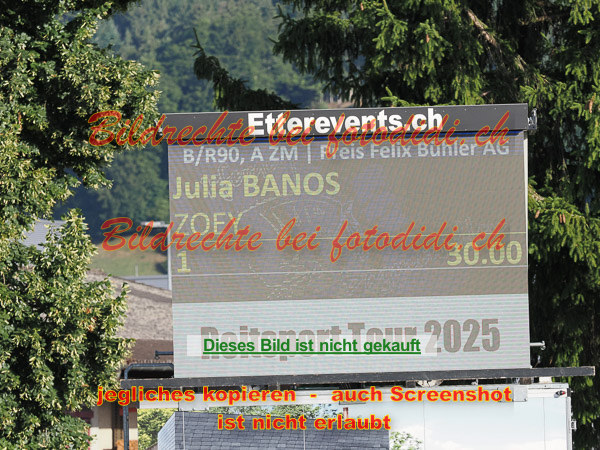 Etterevents.ch
Bildrechte bei fotodidi.ch
B/R90, A ZM | Preis Felix Bühler AG
Julia BANOS
ZOEY
Bildrechte bei fotodidi.ch
1 30.00
Reitsport Tour 2025
Dieses Bild ist nicht gekauft
jegliches kopieren - auch Screenshot
ist nicht erlaubt